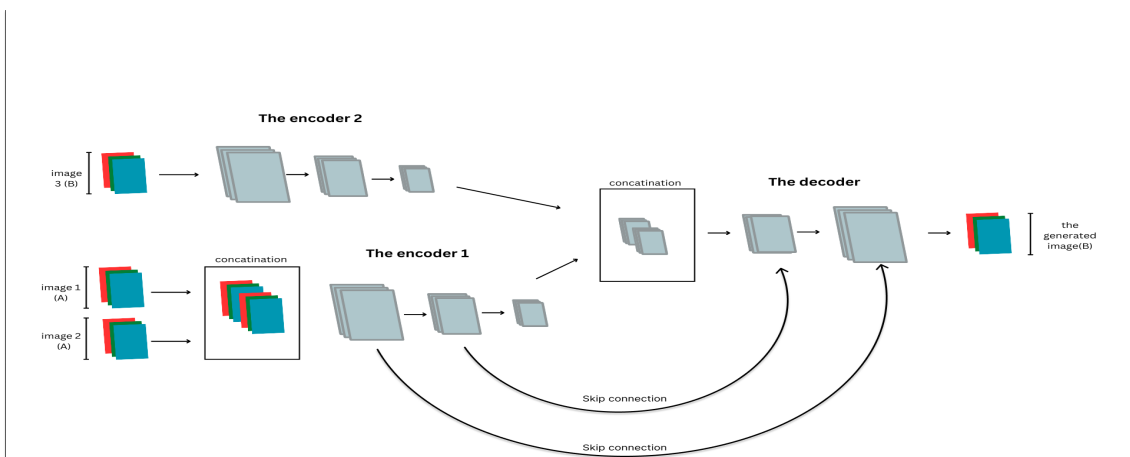 The encoder 2
image
3 (B)
concatination
The decoder
the
generated
image(B)
The encoder 1
concatination
image 1
(A)
image 2
(A)
Skip connection
Skip connection